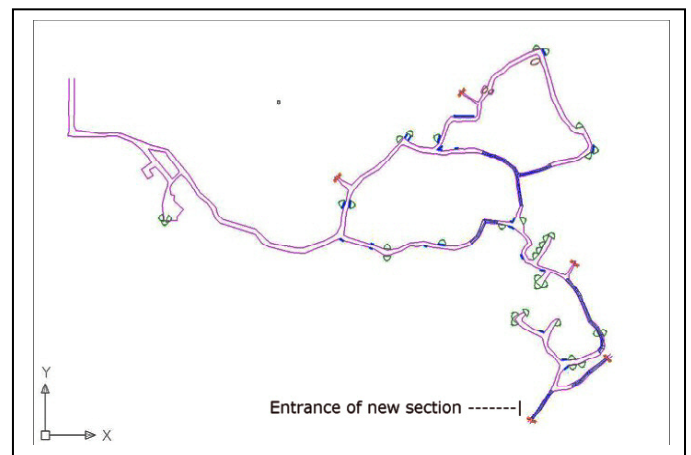 Entrance of new section -------|
Y
X